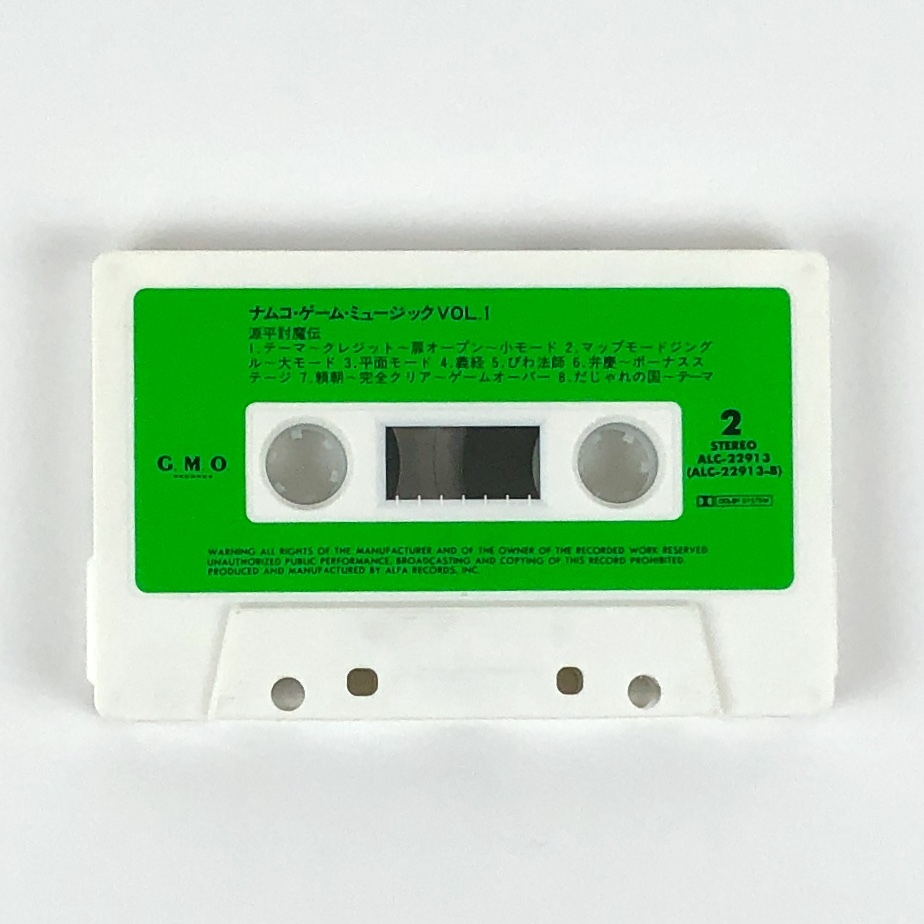 ナムコ・ゲーム・ミュージックVOL.1
源平討魔伝
1.テーマ～クレジット～扉オープン～小モード 2.マップモードジング
ル～大モード 3.平面モード 4.義経 5.びわ法師 6.弁慶～ボーナスス
テージ 7.頼朝～完全クリア～ゲームオーバー 8.だじゃれの国～テーマ
2
STEREO
ALC-22913
(ALC-22913-B)
G.M.O
DOLBY SYSTEM
WARNING ALL RIGHTS OF THE MANUFACTURER AND OF THE OWNER OF THE RECORDED WORK RESERVED
UNAUTHORIZED PUBLIC PERFORMANCE, BROADCASTING AND COPYING OF THIS RECORD PROHIBITED
PRODUCED AND MANUFACTURED BY ALFA RECORDS, INC.